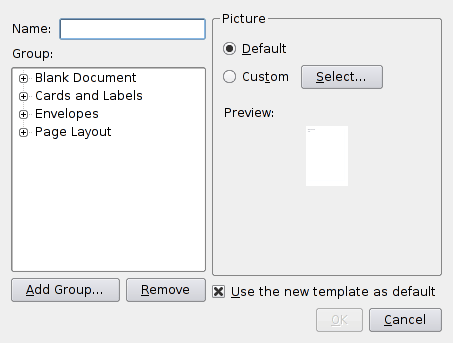 Name:
Group:
Blank Document
Cards and Labels
Envelopes
Page Layout
Add Group...
Remove
Picture
Default
Custom
Select...
Preview:
Use the new template as default
OK
Cancel